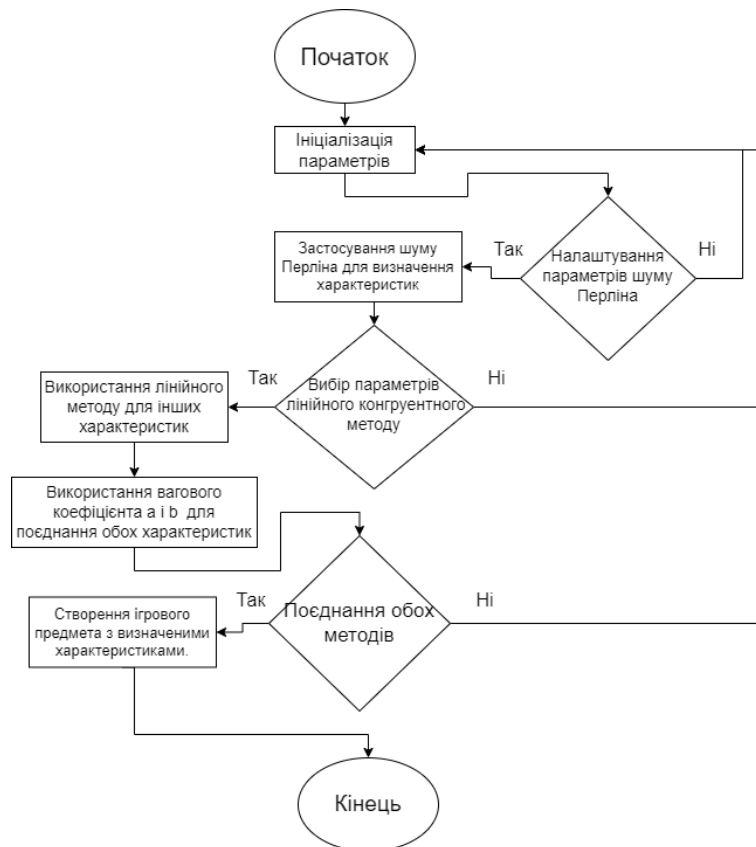 Початок
Ініціалізація
параметрів
Так
Ні
Налаштування
параметрів шуму
Перліна
Застосування шуму
Перліна для визначення
характеристик
Так
Ні
Вибір параметрів
лінійного конгруентного
методу
Використання лінійного
методу для інших
характеристик
Використання вагового
коефіцієнта a і b для
поєднання обох характеристик
Так
Ні
Поєднання обох
методів
Створення ігрового
предмета з визначеними
характеристиками.
Кінець